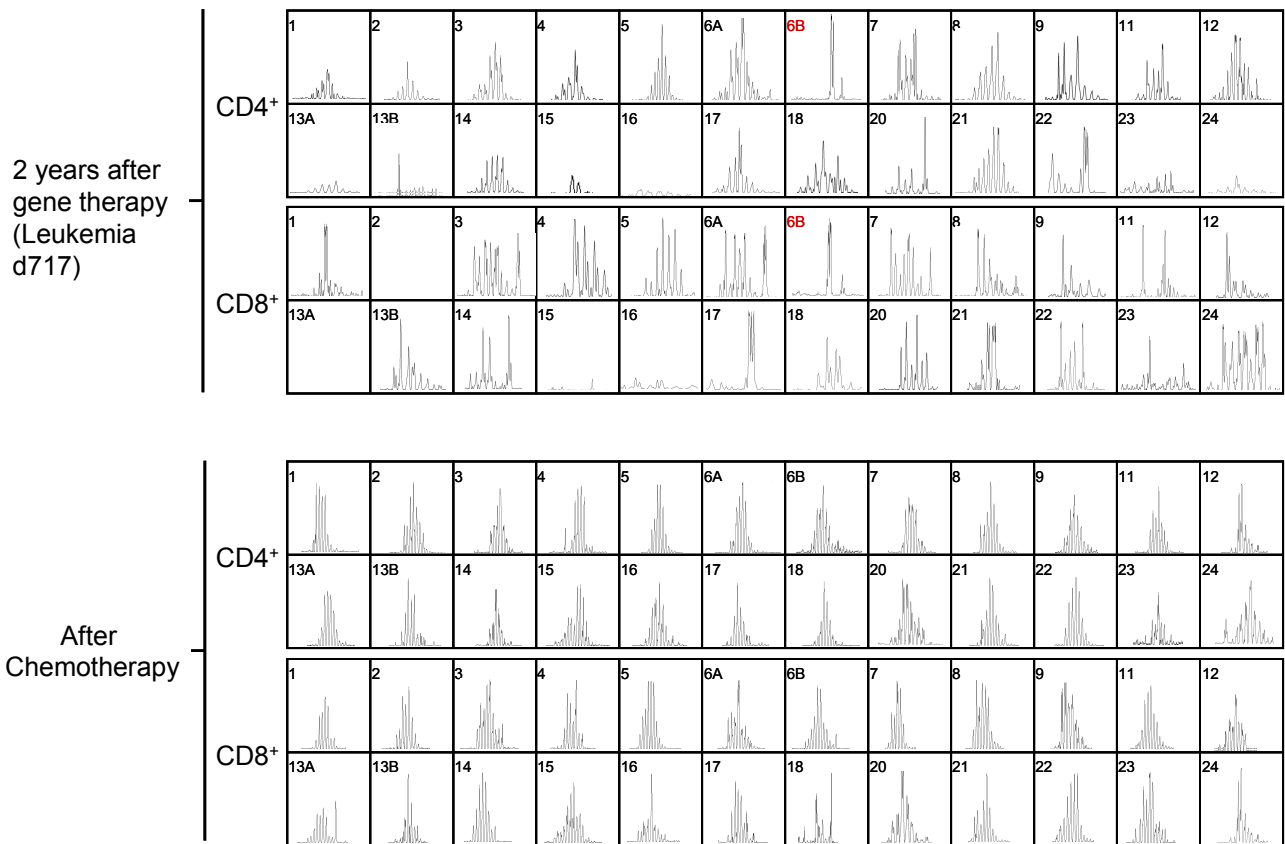 2 years after
gene therapy
(Leukemia
d717)
CD4+
1 2 3 4 5 6A 6B 7 8 9 11 12
13A 13B 14 15 16 17 18 20 21 22 23 24
CD8+
1 2 3 4 5 6A 6B 7 8 9 11 12
13A 13B 14 15 16 17 18 20 21 22 23 24
After
Chemotherapy
CD4+
1 2 3 4 5 6A 6B 7 8 9 11 12
13A 13B 14 15 16 17 18 20 21 22 23 24
CD8+
1 2 3 4 5 6A 6B 7 8 9 11 12
13A 13B 14 15 16 17 18 20 21 22 23 24